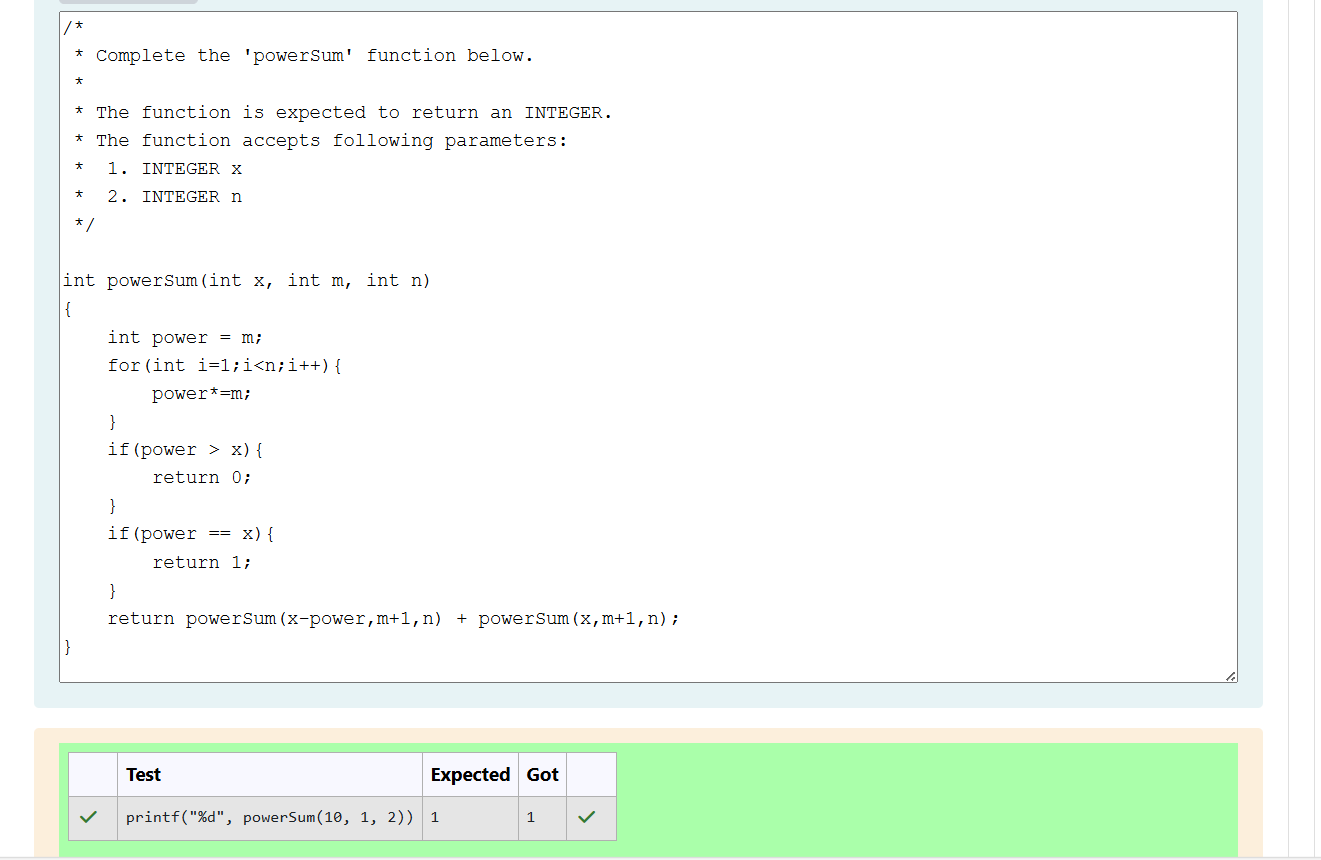 /*
 * Complete the 'powerSum' function below.
 *
 * The function is expected to return an INTEGER.
 * The function accepts following parameters:
 *  1. INTEGER x
 *  2. INTEGER n
 */

int powerSum(int x, int m, int n)
{
    int power = m;
    for(int i=1;i<n;i++){
        power*=m;
    }
    if(power > x){
        return 0;
    }
    if(power == x){
        return 1;
    }
    return powerSum(x-power,m+1,n) + powerSum(x,m+1,n);
}
Test Expected Got
printf("%d", powerSum(10, 1, 2)) 1 1